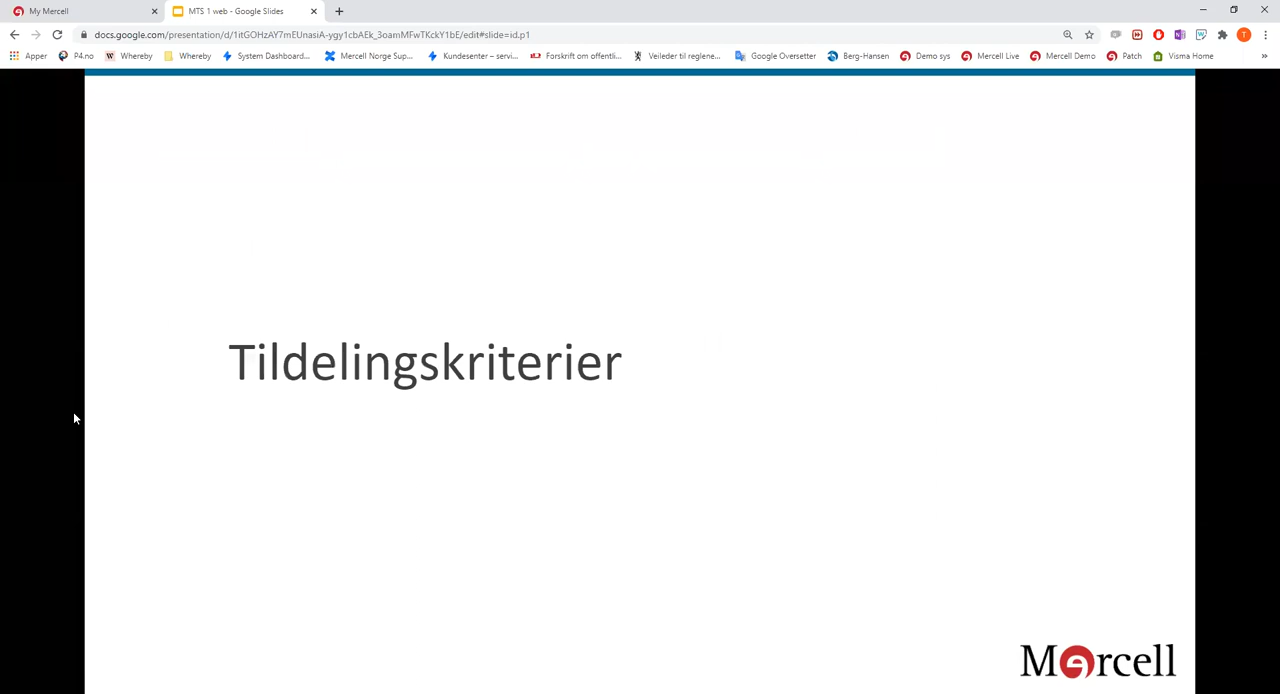 My Mercell
MTS 1 web - Google Slides
docs.google.com/presentation/d/1itGOHzAY7mEUnasiA-ygy1cbAEk_3oamMFwTKckY1bE/edit#slide=id.p1
Apper P4.no Whereby Whereby System Dashboard... Mercell Norge Sup... Kundesenter – servi... Forskrift om offentli... Veileder til reglene... Google Oversetter Berg-Hansen Demo sys Mercell Live Mercell Demo Patch Visma Home »
Tildelingskriterier
Mercell